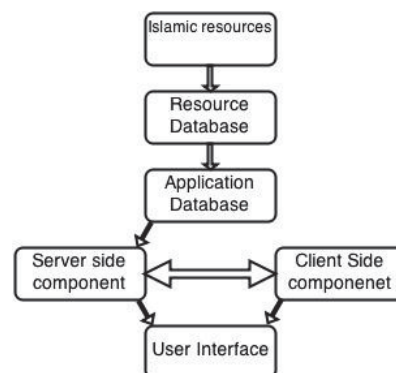 Islamic resources
Resource
Database
Application
Database
Server side
component
Client Side
componenet
User Interface